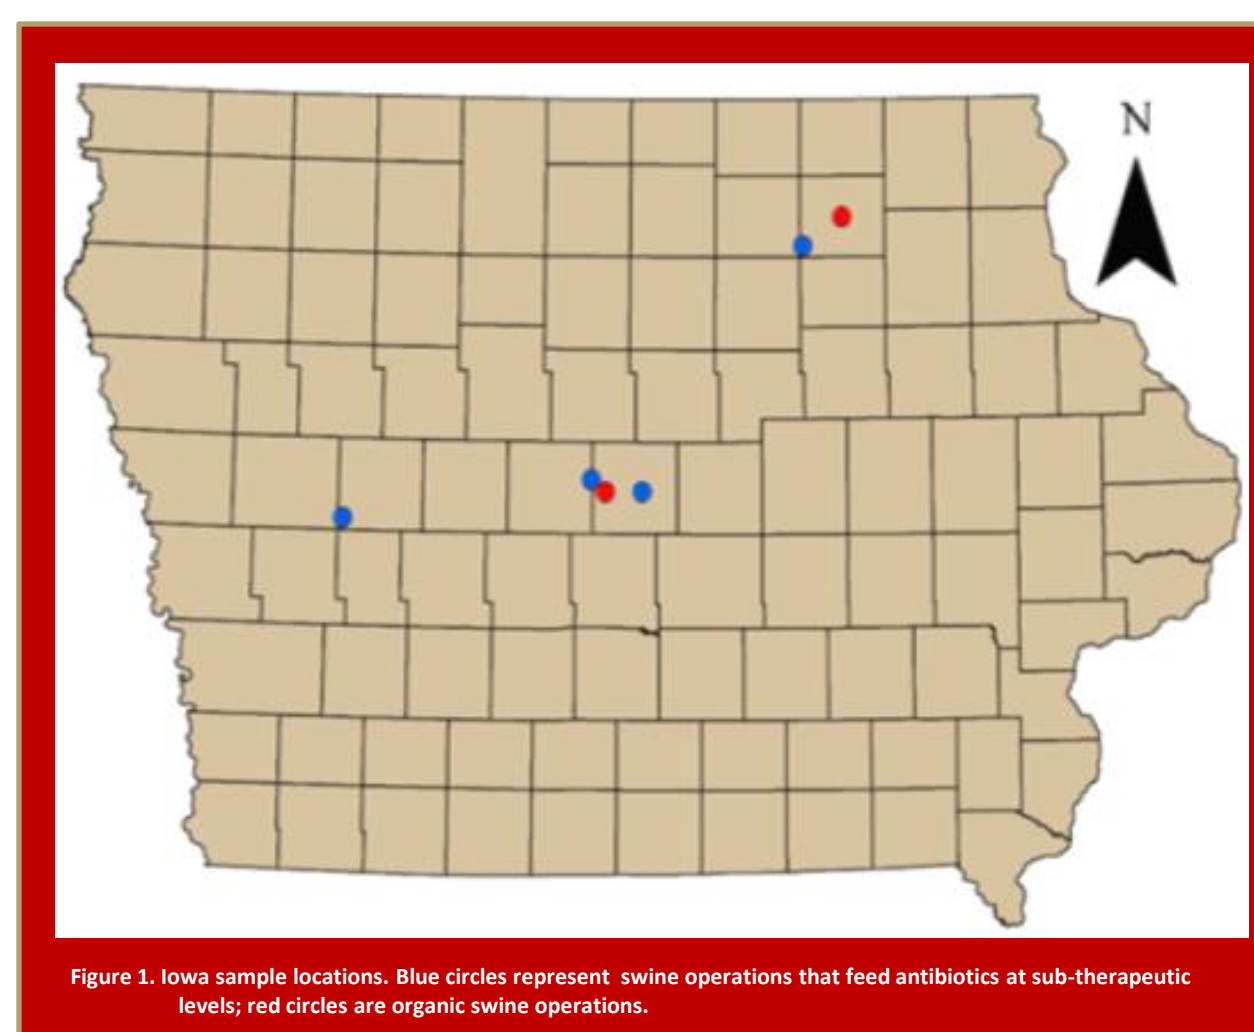 N
Figure 1. Iowa sample locations. Blue circles represent  swine operations that feed antibiotics at sub-therapeutic
levels; red circles are organic swine operations.